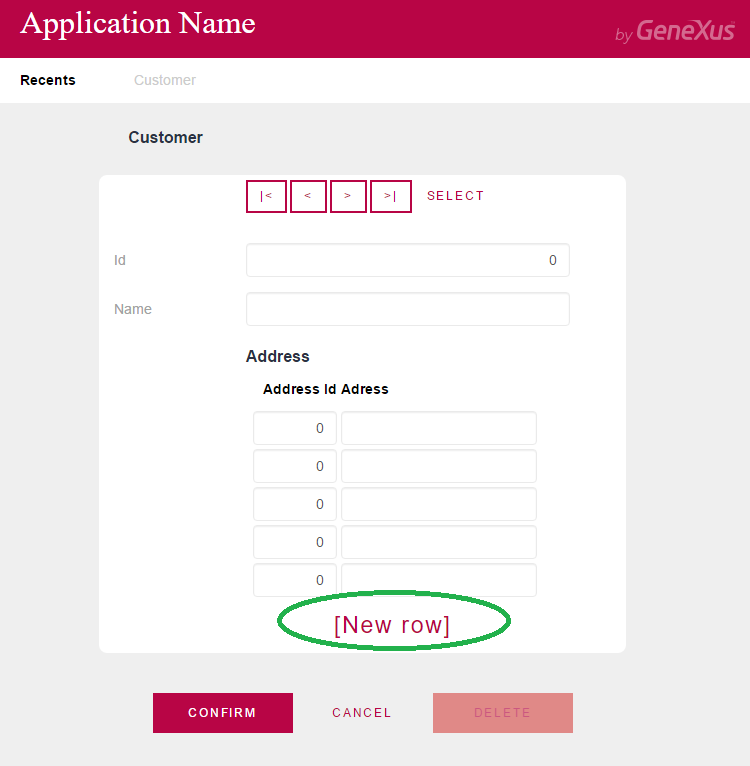 Application Name
by GeneXus
Recents Customer
Customer
|< < > >| SELECT
Id 0
Name
Address
Address Id Adress
0
0
0
0
0
[New row]
CONFIRM CANCEL DELETE